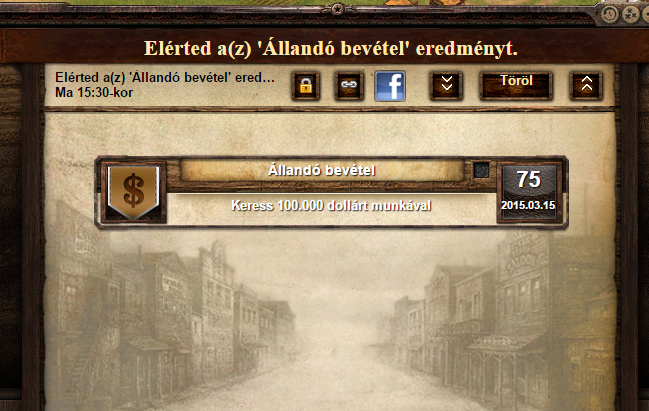 Elérted a(z) 'Állandó bevétel' eredményt.
Elérted a(z) 'Állandó bevétel' ered...
Töröl
Ma 15:30-kor
Állandó bevétel
75
Keress 100.000 dollárt munkával
2015.03.15